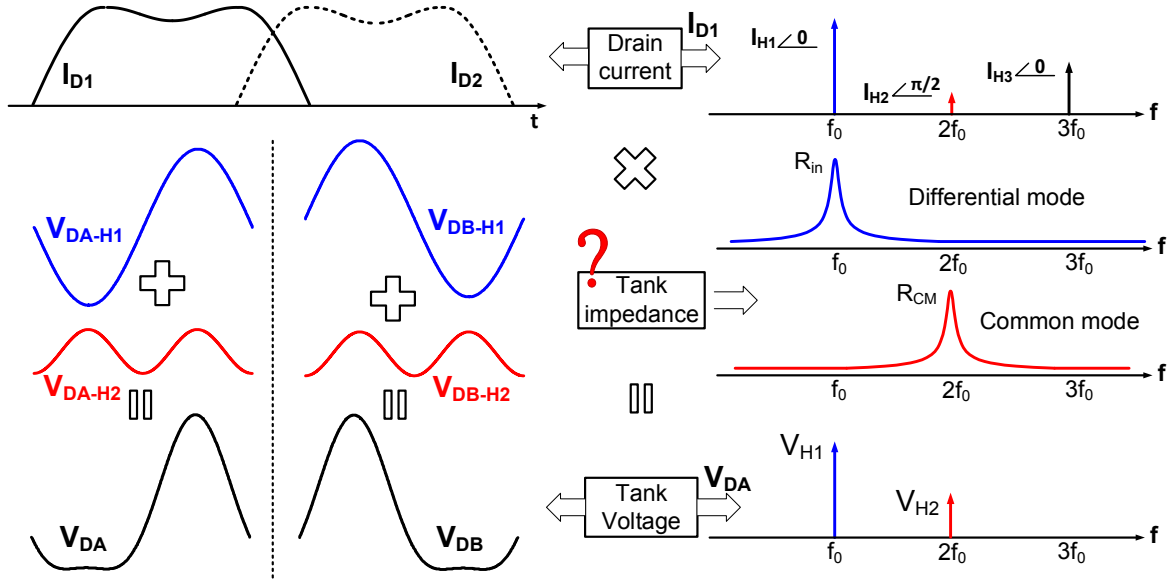 I_D1
I_D2
t
Drain
current
I_D1
I_H1∠0
I_H2∠π/2
I_H3∠0
f
f_0
2f_0
3f_0
V_DA-H1
V_DB-H1
R_in
Differential mode
f
f_0
2f_0
3f_0
?
Tank
impedance
R_CM
Common mode
f
f_0
2f_0
3f_0
V_DA-H2
V_DB-H2
V_DA
V_DB
Tank
Voltage
V_DA
V_H1
V_H2
f
f_0
2f_0
3f_0